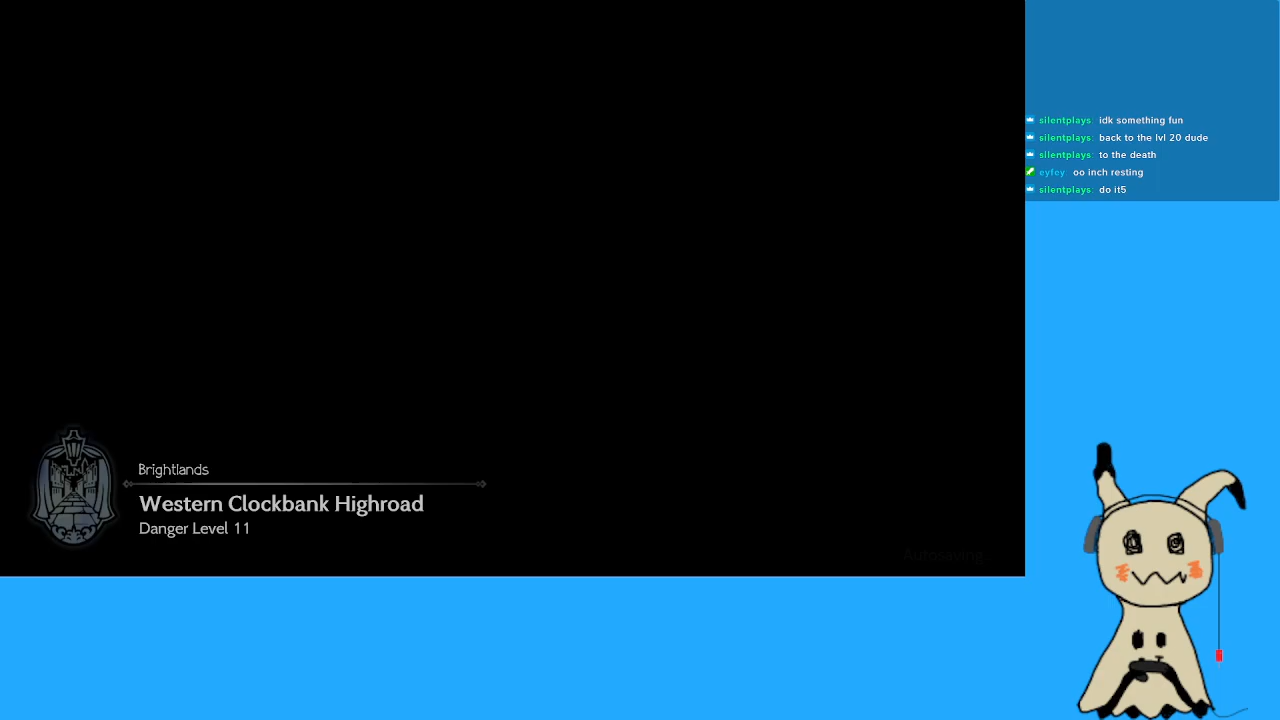 silentplays: idk something fun
silentplays: back to the lvl 20 dude
silentplays: to the death
eyfey: oo inch resting
silentplays: do it5
Brightlands
Western Clockbank Highroad
Danger Level 11
Autosaving...